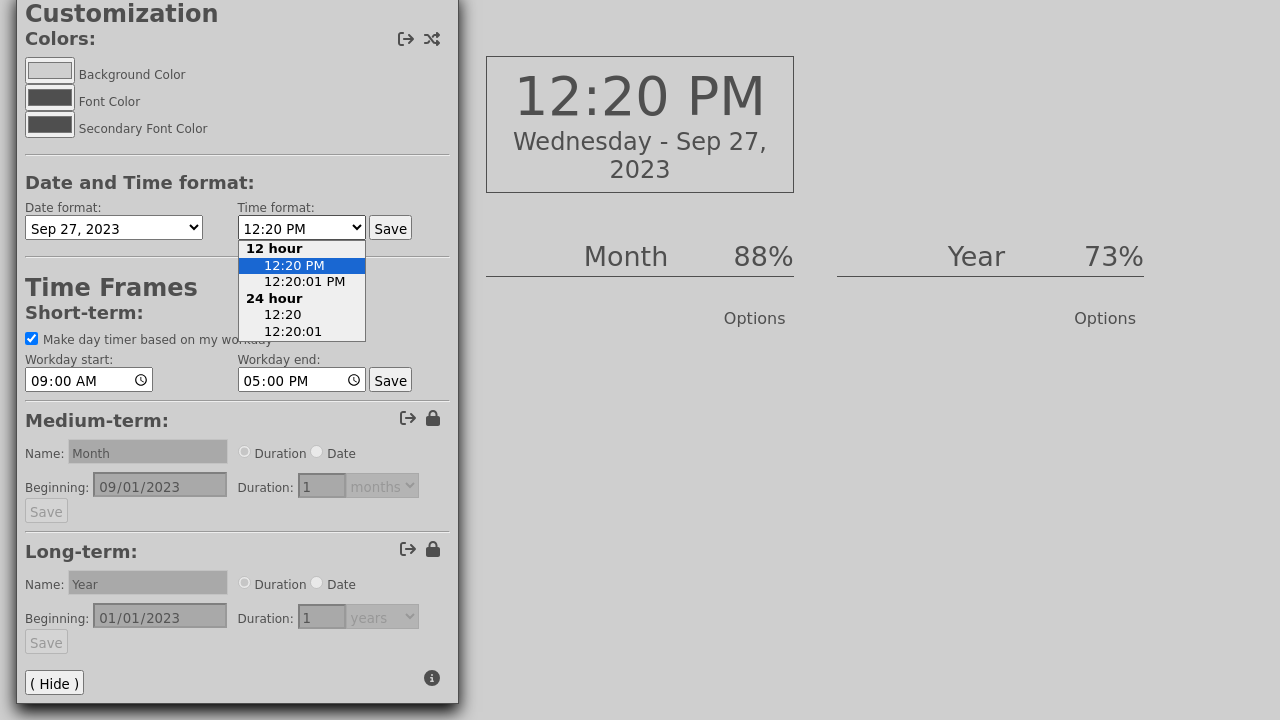 Customization
Colors:
Background Color
Font Color
Secondary Font Color
Date and Time format:
Date format: Time format:
Sep 27, 2023 12:20 PM Save
12 hour
12:20 PM
12:20:01 PM
24 hour
12:20
12:20:01
Time Frames
Short-term:
Make day timer based on my workday
Workday start: Workday end:
09:00 AM 05:00 PM Save
Medium-term:
Name: Month Duration Date
Beginning: 09/01/2023 Duration: 1 months
Save
Long-term:
Name: Year Duration Date
Beginning: 01/01/2023 Duration: 1 years
Save
( Hide )
12:20 PM
Wednesday - Sep 27,
2023
Month 88%
Options
Year 73%
Options